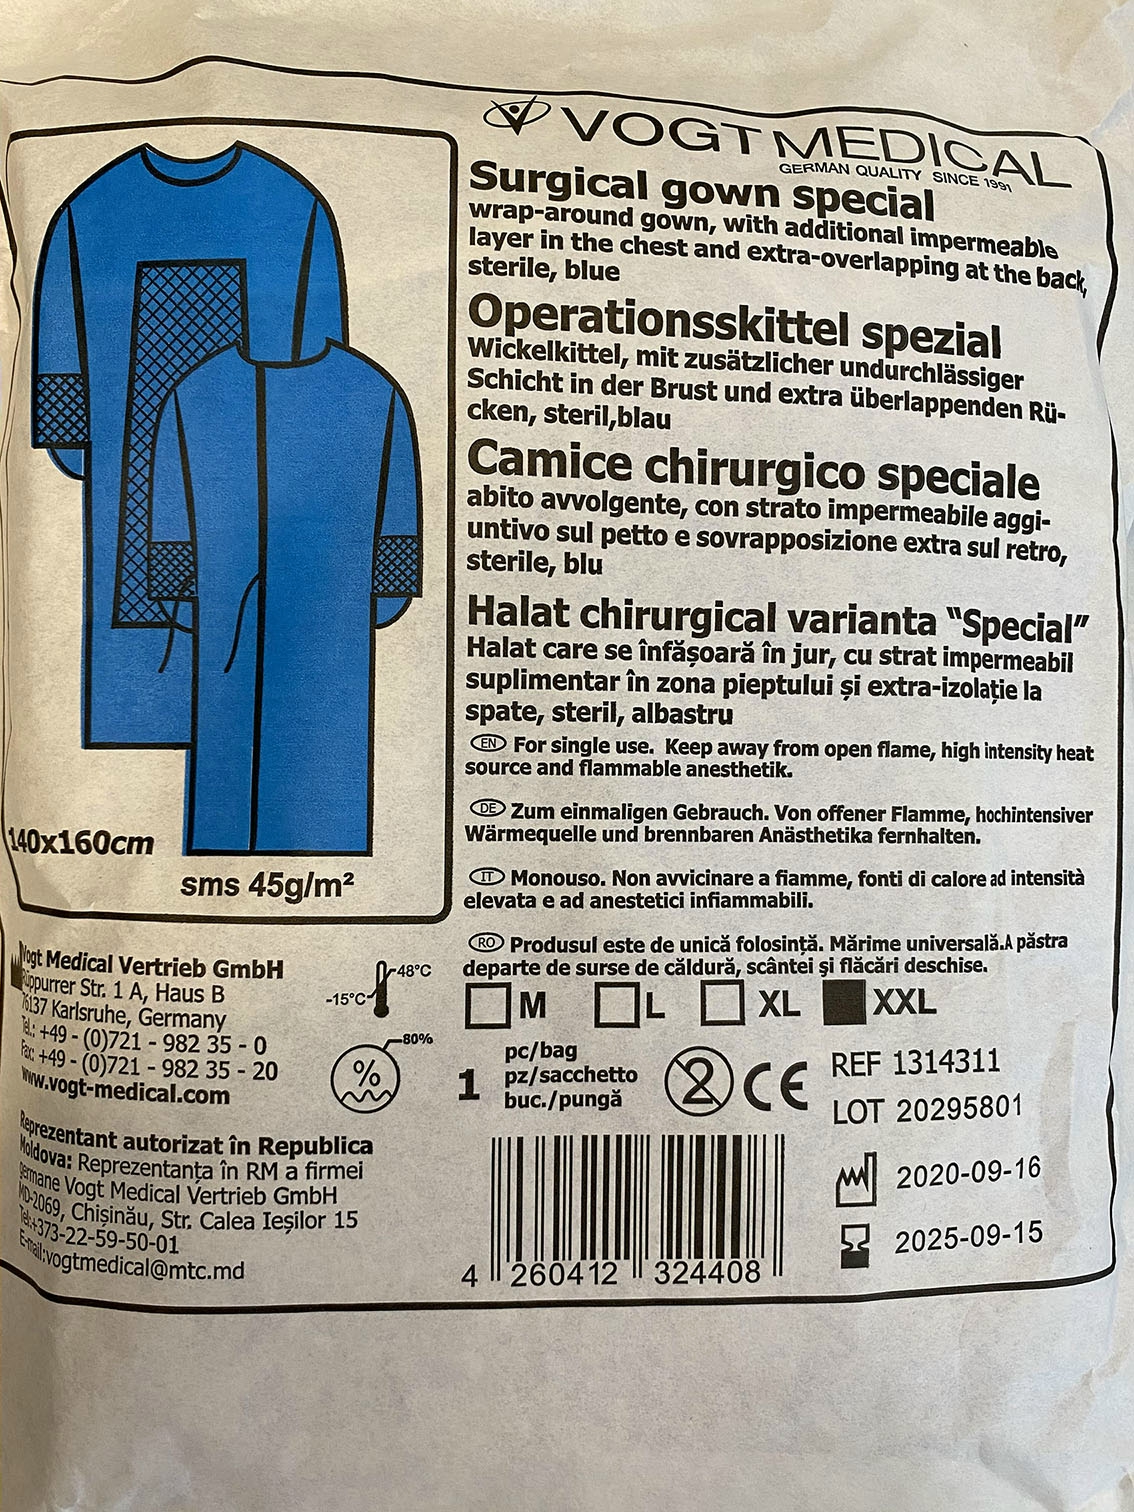 VOGT MEDICAL
GERMAN QUALITY SINCE 1991
Surgical gown special
wrap-around gown, with additional impermeable
layer in the chest and extra-overlapping at the back,
sterile, blue
Operationsskittel spezial
Wickelkittel, mit zusätzlicher undurchlässiger
Schicht in der Brust und extra überlappenden Rü-
cken, steril,blau
Camice chirurgico speciale
abito avvolgente, con strato impermeabile aggi-
untivo sul petto e sovrapposizione extra sul retro,
sterile, blu
Halat chirurgical varianta “Special”
Halat care se înfășoară în jur, cu strat impermeabil
suplimentar în zona pieptului și extra-izolație la
spate, steril, albastru
EN For single use. Keep away from open flame, high intensity heat
source and flammable anesthetik.
DE Zum einmaligen Gebrauch. Von offener Flamme, hochintensiver
Wärmequelle und brennbaren Anästhetika fernhalten.
IT Monouso. Non avvicinare a fiamme, fonti di calore ad intensità
elevata e ad anestetici infiammabili.
RO Produsul este de unică folosință. Mărime universală.A păstra
departe de surse de căldură, scântei și flăcări deschise.
140x160cm
sms 45g/m²
Vogt Medical Vertrieb GmbH
Ruppurrer Str. 1 A, Haus B
76137 Karlsruhe, Germany
Tel.: +49 - (0)721 - 982 35 - 0
Fax: +49 - (0)721 - 982 35 - 20
www.vogt-medical.com
48°C
-15°C
80%
%
Reprezentant autorizat în Republica
Moldova: Reprezentanța în RM a firmei
germane Vogt Medical Vertrieb GmbH
MD-2069, Chișinău, Str. Calea Ieșilor 15
Tel:+373-22-59-50-01
E-mail:vogtmedical@mtc.md
M L XL XXL
1
pc/bag
pz/sacchetto
buc./pungă
2
CE
REF 1314311
LOT 20295801
2020-09-16
2025-09-15
4 260412 324408